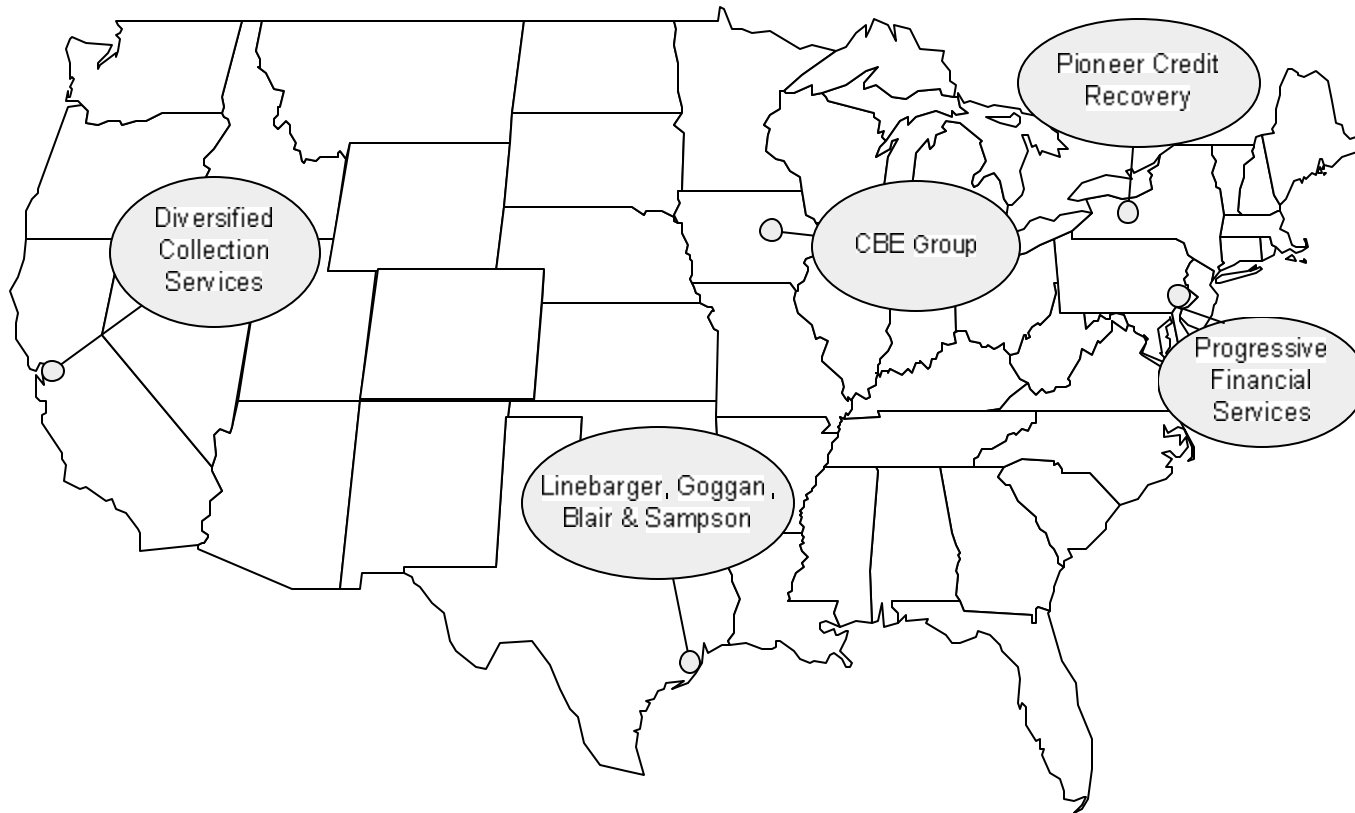 Pioneer Credit
Recovery
Diversified
Collection
Services
CBE Group
Progressive
Financial
Services
Linebarger, Goggan,
Blair & Sampson